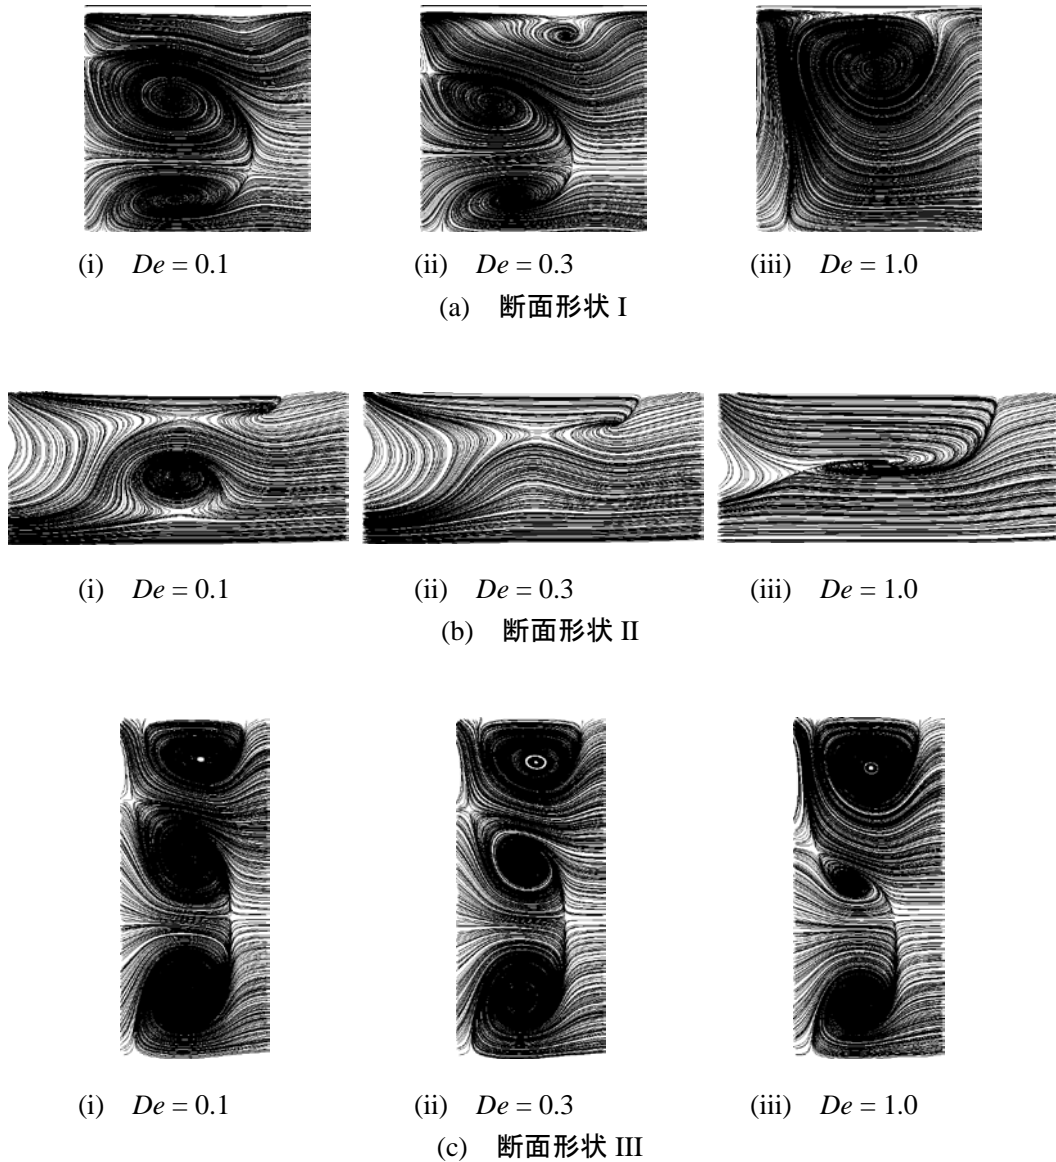 (i) De = 0.1 (ii) De = 0.3 (iii) De = 1.0
(a) 断面形状 I
(i) De = 0.1 (ii) De = 0.3 (iii) De = 1.0
(b) 断面形状 II
(i) De = 0.1 (ii) De = 0.3 (iii) De = 1.0
(c) 断面形状 III